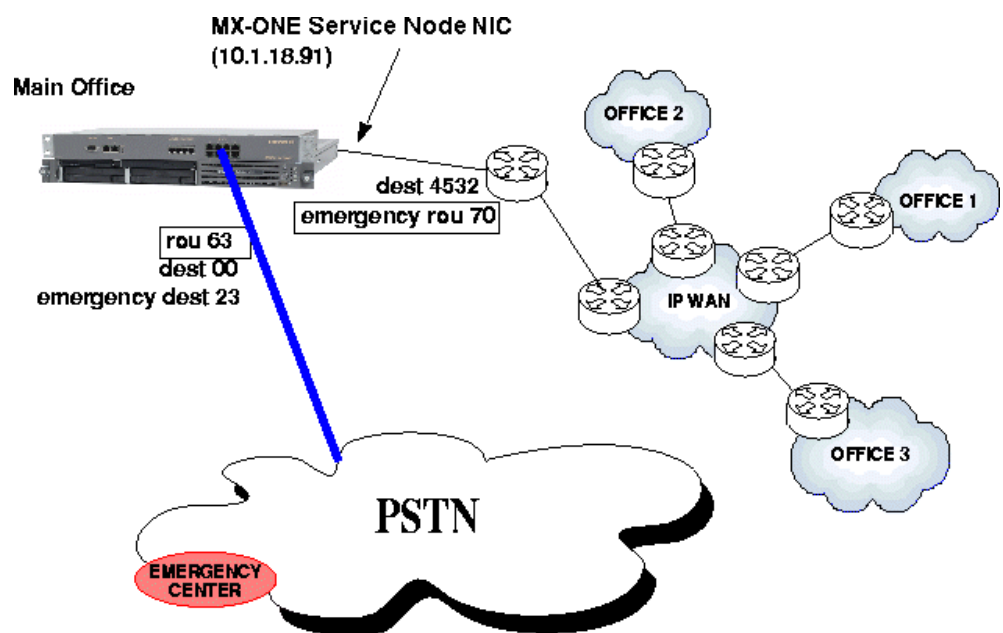 MX-ONE Service Node NIC
(10.1.18.91)
Main Office
OFFICE 2
dest 4532
emergency rou 70
OFFICE 1
rou 63
dest 00
emergency dest 23
IP WAN
OFFICE 3
PSTN
EMERGENCY
CENTER